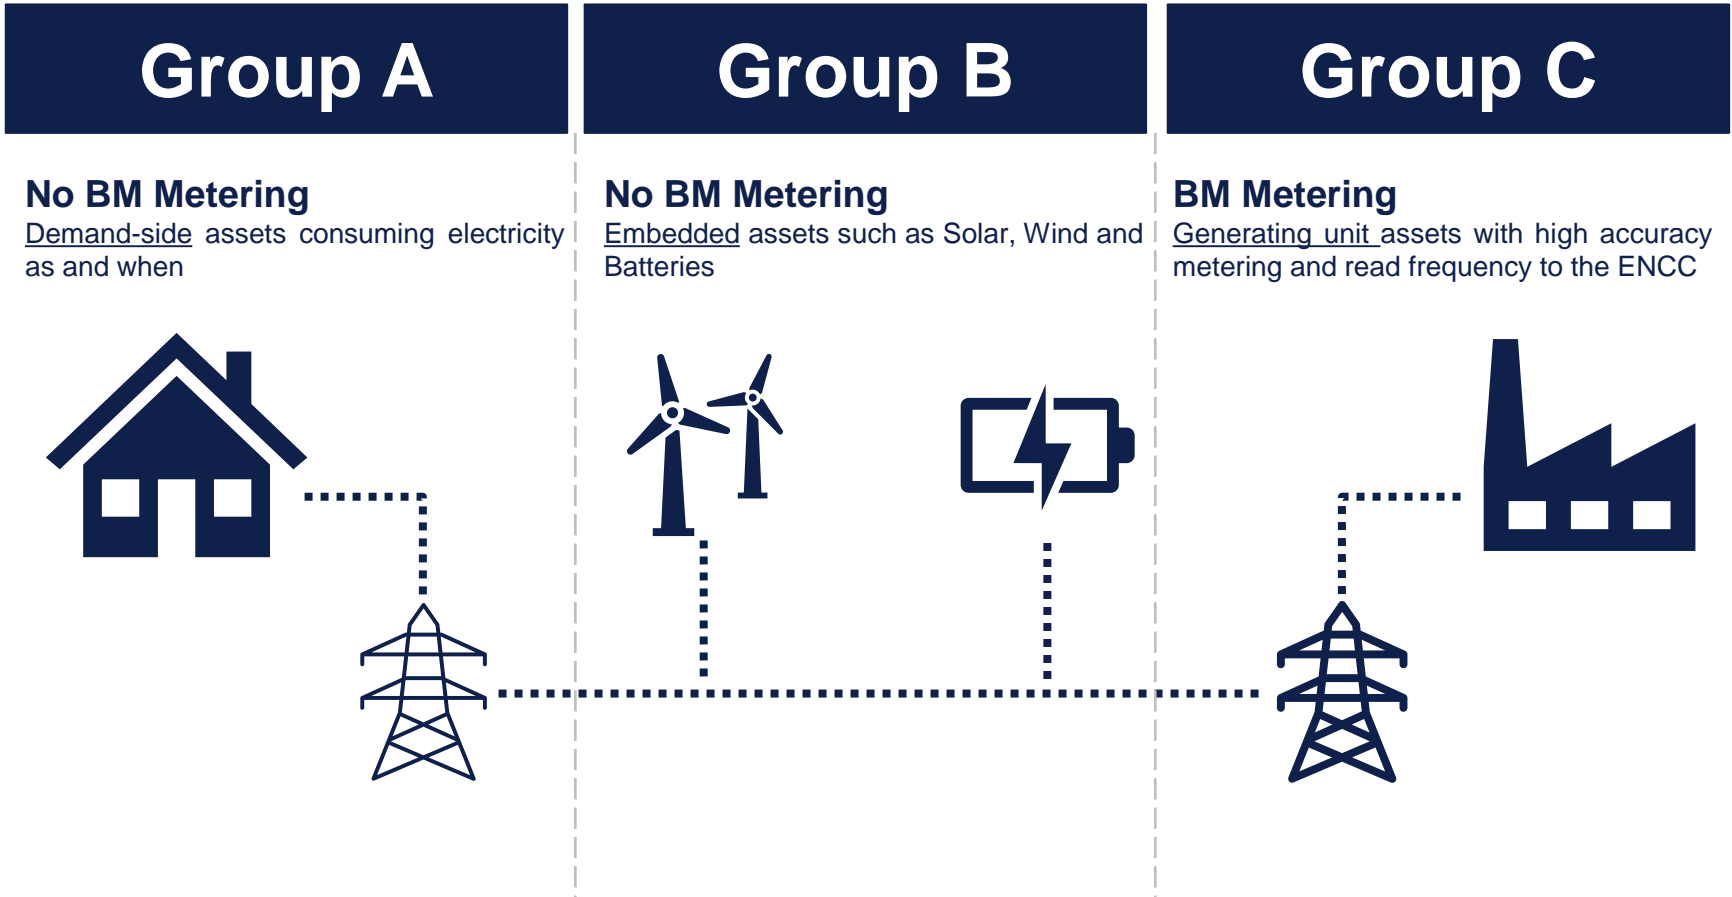 Group A
Group B
Group C
No BM Metering
Demand-side assets consuming electricity
as and when
No BM Metering
Embedded assets such as Solar, Wind and
Batteries
BM Metering
Generating unit assets with high accuracy
metering and read frequency to the ENCC